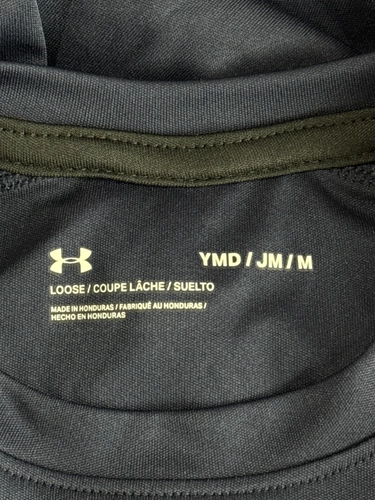 YMD / JM / M
LOOSE / COUPE LÂCHE / SUELTO
MADE IN HONDURAS / FABRIQUÉ AU HONDURAS /
HECHO EN HONDURAS